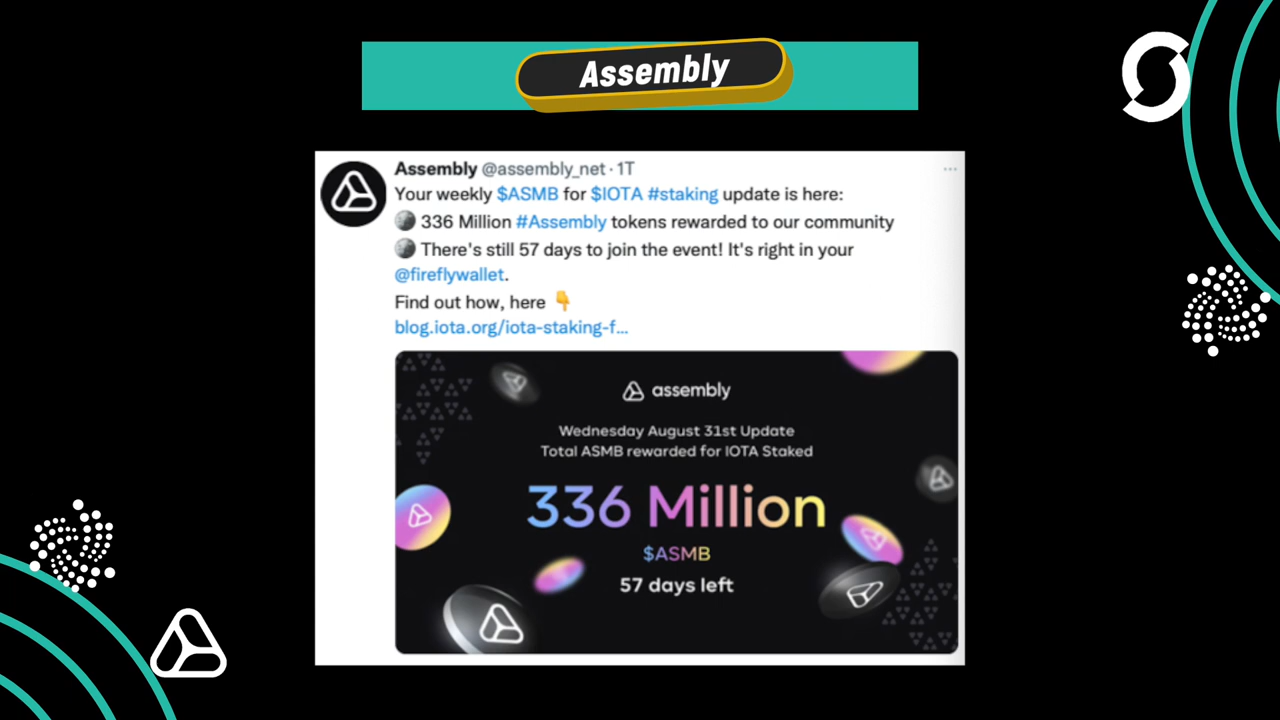 Assembly
Assembly @assembly_net · 1T
Your weekly $ASMB for $IOTA #staking update is here:
336 Million #Assembly tokens rewarded to our community
There's still 57 days to join the event! It's right in your
@fireflywallet.
Find out how, here 👇
blog.iota.org/iota-staking-f...
assembly
Wednesday August 31st Update
Total ASMB rewarded for IOTA Staked
336 Million
$ASMB
57 days left